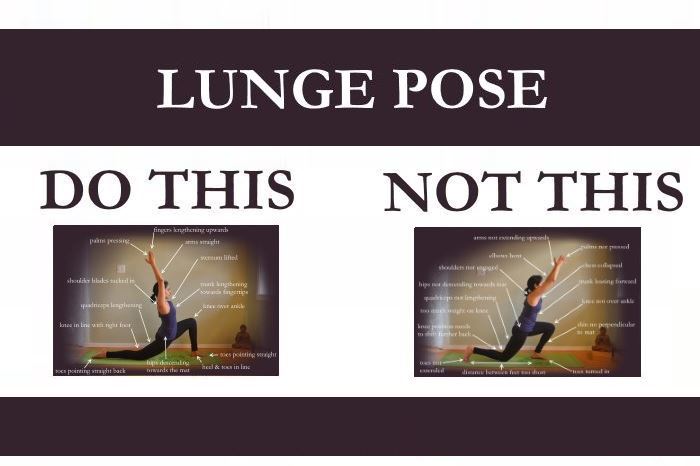 LUNGE POSE
DO THIS
NOT THIS
fingers lengthening upwards
palms pressing
arms straight
sternum lifted
shoulder blades tucked in
trunk lengthening
towards fingertips
quadriceps lengthening
knee over ankle
knee in line with right foot
toes pointing straight
hips descending
towards the mat
heel & toes in line
toes pointing straight back
arms not extending upwards
palms not pressed
elbows bent
chest collapsed
shoulders not engaged
trunk leaning forward
hips not descending towards mat
quadriceps not lengthening
knee not over ankle
too much weight on knee
shin no perpendicular
to mat
knee position needs
to shift further back
toes not
extended
distance between feet too short
toes turned in